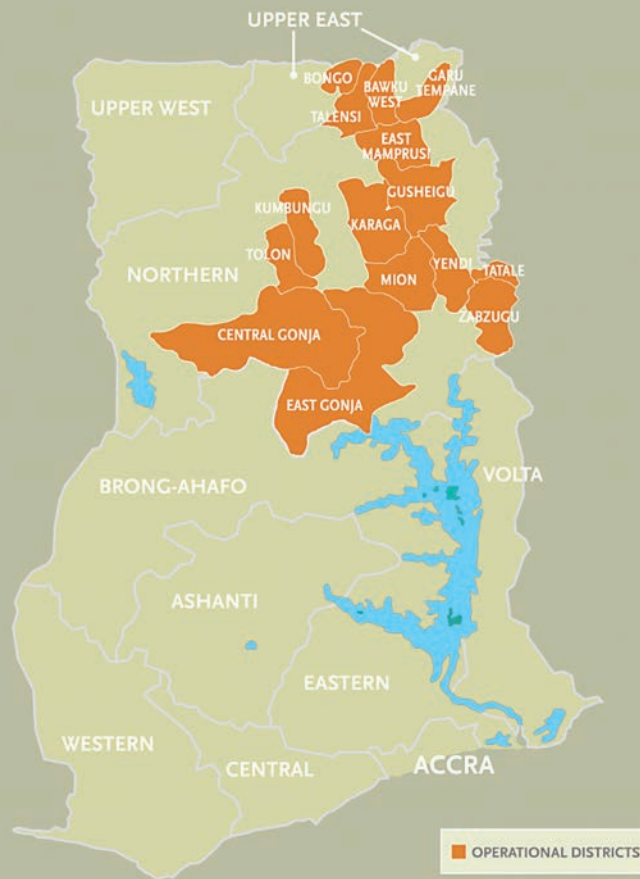 UPPER EAST
BONGO
BAWKU
WEST
GARU
TEMPANE
UPPER WEST
TALENSI
EAST
MAMPRUSI
GUSHEIGU
KUMBUNGU
KARAGA
TOLON
YENDI
TATALE
NORTHERN
MION
ZABZUGU
CENTRAL GONJA
EAST GONJA
VOLTA
BRONG-AHAFO
ASHANTI
EASTERN
WESTERN
CENTRAL
ACCRA
OPERATIONAL DISTRICTS